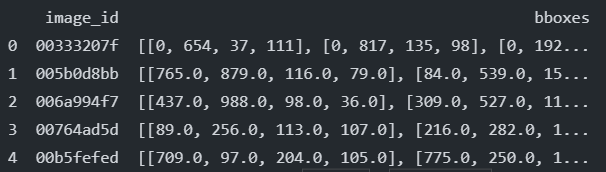 image_id bboxes
0 00333207f [[0, 654, 37, 111], [0, 817, 135, 98], [0, 192...
1 005b0d8bb [[765.0, 879.0, 116.0, 79.0], [84.0, 539.0, 15...
2 006a994f7 [[437.0, 988.0, 98.0, 36.0], [309.0, 527.0, 11...
3 00764ad5d [[89.0, 256.0, 113.0, 107.0], [216.0, 282.0, 1...
4 00b5fefed [[709.0, 97.0, 204.0, 105.0], [775.0, 250.0, 1...